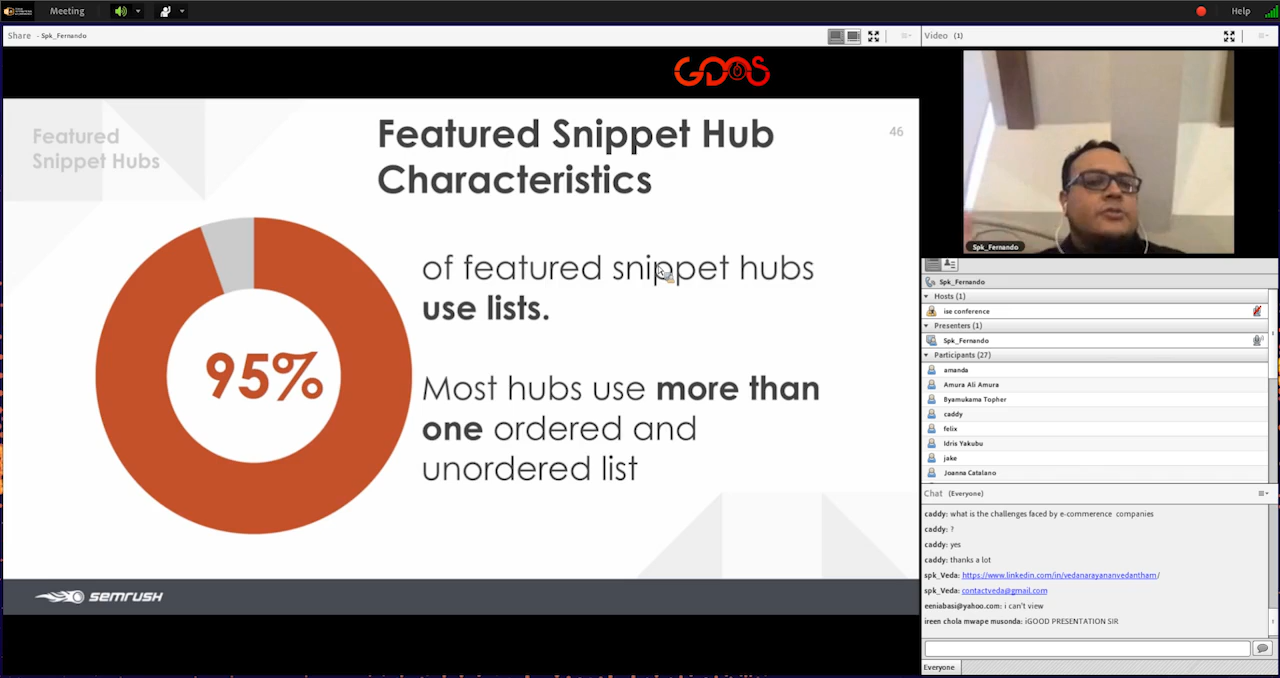 Meeting
Help
Share - Spk_Fernando
GDOS
Featured
Snippet Hubs
Featured Snippet Hub
Characteristics
46
95%
of featured snippet hubs
use lists.
Most hubs use more than
one ordered and
unordered list
SEMRUSH
Video (1)
Spk_Fernando
Spk_Fernando
Hosts (1)
ise conference
Presenters (1)
Spk_Fernando
Participants (27)
amanda
Amura Ali Amura
Byamukama Topher
caddy
felix
Idris Yakubu
jake
Joanna Catalano
Chat (Everyone)
caddy: what is the challenges faced by e-commerence companies
caddy: ?
caddy: yes
caddy: thanks a lot
spk_Veda: https://www.linkedin.com/in/vedanarayananvedantham/
spk_Veda: contactveda@gmail.com
eeniabasi@yahoo.com: i can't view
ireen chola mwape musonda: iGOOD PRESENTATION SIR
Everyone